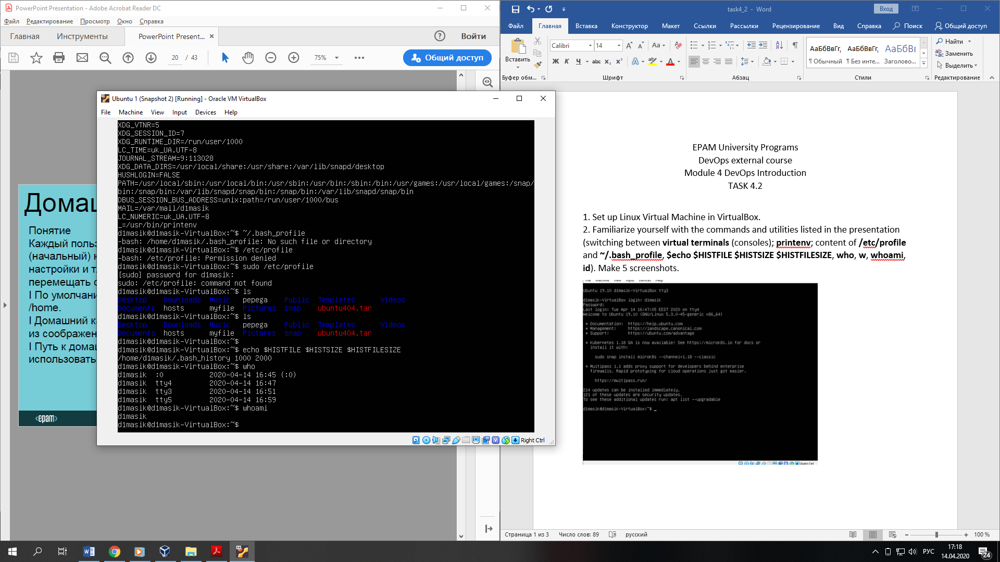 PowerPoint Presentation - Adobe Acrobat Reader DC
Файл Редактирование Просмотр Окно Справка
Главная Инструменты PowerPoint Present... × Войти
20 / 43 75% Общий доступ
Домаш
Понятие
Каждый польз
(начальный) к
настройки и т
перемещать с
I По умолчани
/home.
I Домашний ка
из соображен
I Путь к домаш
использовать
<epam>
Ubuntu 1 (Snapshot 2) [Running] - Oracle VM VirtualBox
File Machine View Input Devices Help
XDG_VTNR=5
XDG_SESSION_ID=7
XDG_RUNTIME_DIR=/run/user/1000
LC_TIME=uk_UA.UTF-8
JOURNAL_STREAM=9:113028
XDG_DATA_DIRS=/usr/local/share:/usr/share:/var/lib/snapd/desktop
HUSHLOGIN=FALSE
PATH=/usr/local/sbin:/usr/local/bin:/usr/sbin:/usr/bin:/sbin:/bin:/usr/games:/usr/local/games:/snap/
bin:/snap/bin:/var/lib/snapd/snap/bin:/snap/bin:/var/lib/snapd/snap/bin
DBUS_SESSION_BUS_ADDRESS=unix:path=/run/user/1000/bus
MAIL=/var/mail/d1masik
LC_NUMERIC=uk_UA.UTF-8
_=/usr/bin/printenv
d1masik@d1masik-VirtualBox:~$ ~/.bash_profile
-bash: /home/d1masik/.bash_profile: No such file or directory
d1masik@d1masik-VirtualBox:~$ /etc/profile
-bash: /etc/profile: Permission denied
d1masik@d1masik-VirtualBox:~$ sudo /etc/profile
[sudo] password for d1masik:
sudo: /etc/profile: command not found
d1masik@d1masik-VirtualBox:~$ ls
Desktop Downloads Music pepega Public Templates Videos
Documents hosts myfile Pictures snap ubuntu404.tar
d1masik@d1masik-VirtualBox:~$ ls
Desktop Downloads Music pepega Public Templates Videos
Documents hosts myfile Pictures snap ubuntu404.tar
d1masik@d1masik-VirtualBox:~$
d1masik@d1masik-VirtualBox:~$ echo $HISTFILE $HISTSIZE $HISTFILESIZE
/home/d1masik/.bash_history 1000 2000
d1masik@d1masik-VirtualBox:~$ who
d1masik :0 2020-04-14 16:45 (:0)
d1masik tty4 2020-04-14 16:47
d1masik tty3 2020-04-14 16:51
d1masik tty5 2020-04-14 16:59
d1masik@d1masik-VirtualBox:~$ whoami
d1masik
d1masik@d1masik-VirtualBox:~$
Right Ctrl
task4_2 - Word Вход
Файл Главная Вставка Конструктор Макет Ссылки Рассылки Рецензирование Вид Справка Поиск Общий доступ
Вставить
Calibri 14 Aa
Ж К Ч abc x₂ x²
АаБбВвГг, АаБбВвГг, АаБбВв
¶ Обычный ¶ Без инте... Заголово...
Найти
Заменить
Выделить
Буфер обм... Шрифт Абзац Стили Редактирование
EPAM University Programs
DevOps external course
Module 4 DevOps Introduction
TASK 4.2
1. Set up Linux Virtual Machine in VirtualBox.
2. Familiarize yourself with the commands and utilities listed in the presentation
(switching between virtual terminals (consoles); printenv; content of /etc/profile
and ~/.bash_profile, $echo $HISTFILE $HISTSIZE $HISTFILESIZE, who, w, whoami,
id). Make 5 screenshots.
Ubuntu 19.10 d1masik-VirtualBox tty3
d1masik-VirtualBox login: d1masik
Password:
Last login: Tue Apr 14 16:47:05 EEST 2020 on tty4
Welcome to Ubuntu 19.10 (GNU/Linux 5.3.0-45-generic x86_64)
* Documentation: https://help.ubuntu.com
* Management: https://landscape.canonical.com
* Support: https://ubuntu.com/advantage
* Kubernetes 1.18 GA is now available! See https://microk8s.io for docs or
install it with:
sudo snap install microk8s --channel=1.18 --classic
* Multipass 1.1 adds proxy support for developers behind enterprise
firewalls. Rapid prototyping for cloud operations just got easier.
https://multipass.run/
214 updates can be installed immediately.
121 of these updates are security updates.
To see these additional updates run: apt list --upgradable
d1masik@d1masik-VirtualBox:~$ _
Right Ctrl
Страница 1 из 3 Число слов: 89 русский 100 %
РУС 17:18
14.04.2020 24